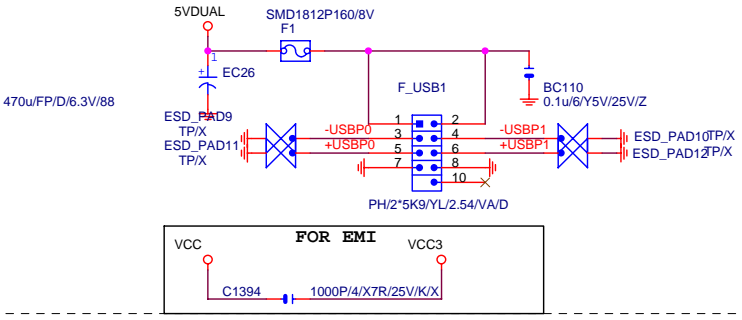 5VDUAL
SMD1812P160/8V
F1
1
+
EC26
470u/FP/D/6.3V/88
F_USB1
BC110
0.1u/6/Y5V/25V/Z
ESD_PAD9
TP/X
ESD_PAD11
TP/X
1 2
-USBP0 3 4 -USBP1
+USBP0 5 6 +USBP1
7 8
10
ESD_PAD10 TP/X
ESD_PAD12 TP/X
PH/2*5K9/YL/2.54/VA/D
FOR EMI
VCC VCC3
C1394 1000P/4/X7R/25V/K/X